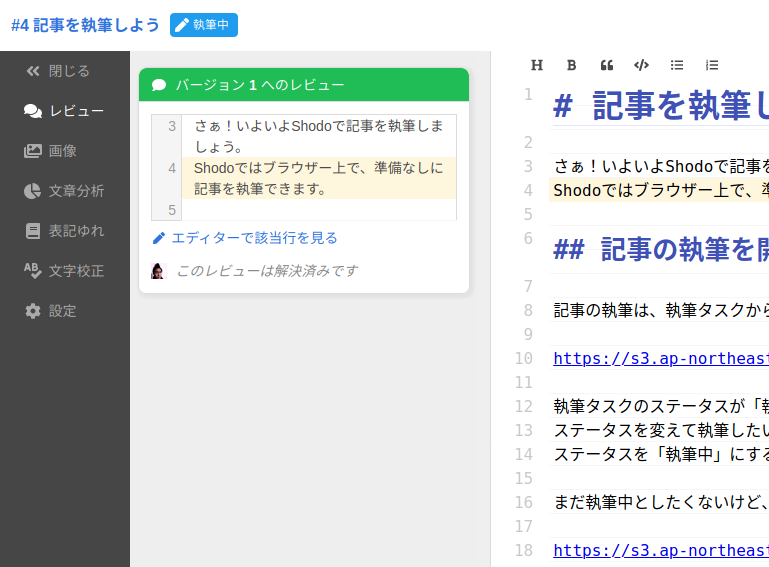 #4 記事を執筆しよう 執筆中
閉じる
レビュー
画像
文章分析
表記ゆれ
文字校正
設定
バージョン 1 へのレビュー
3 さぁ！いよいよShodoで記事を執筆しま
しょう。
4 Shodoではブラウザー上で、準備なしに
記事を執筆できます。
5
エディターで該当行を見る
このレビューは解決済みです
H B
1 # 記事を執筆し
2
3 さぁ！いよいよShodoで記事を
4 Shodoではブラウザー上で、準
5
6 ## 記事の執筆を開
7
8 記事の執筆は、執筆タスクから
9
10 https://s3.ap-northeast
11
12 執筆タスクのステータスが「執
13 ステータスを変えて執筆したい
14 ステータスを「執筆中」にする
15
16 まだ執筆中としたくないけど、
17
18 https://s3.ap-northeast